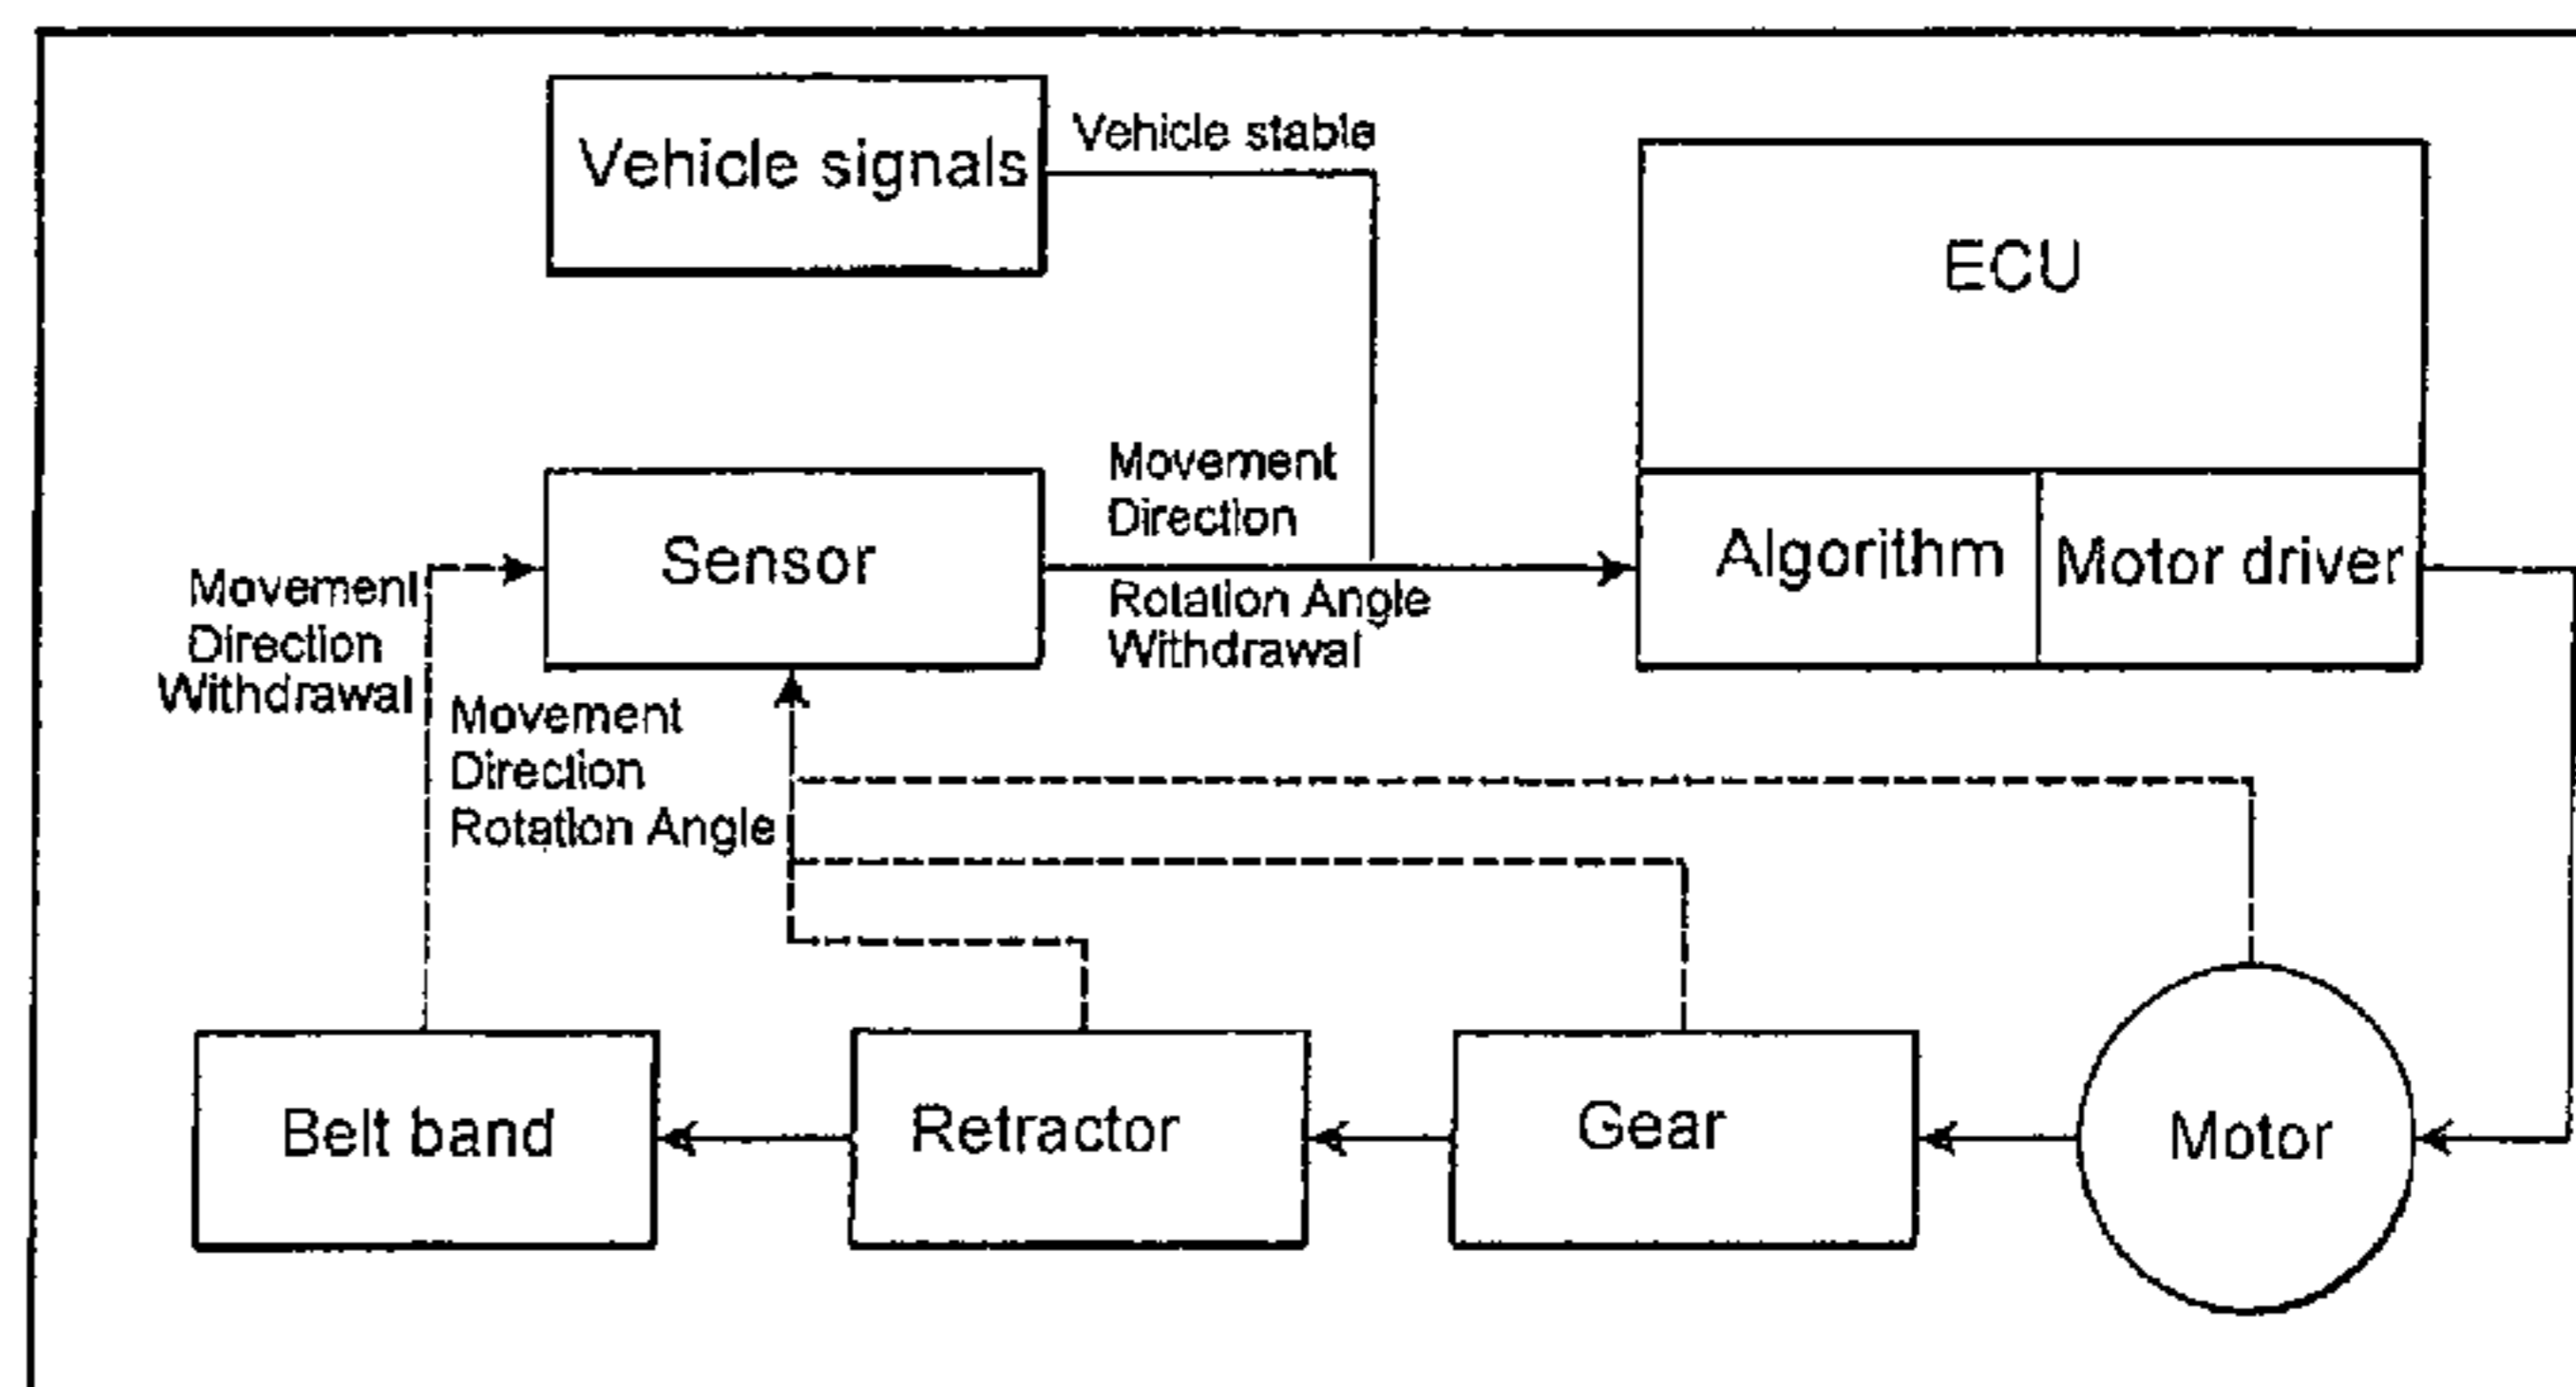 Vehicle signals
Vehicle stable
ECU
Movement
Direction
Sensor
Algorithm
Motor driver
Rotation Angle
Withdrawal
Movement
Direction
Withdrawal
Movement
Direction
Rotation Angle
Belt band
Retractor
Gear
Motor